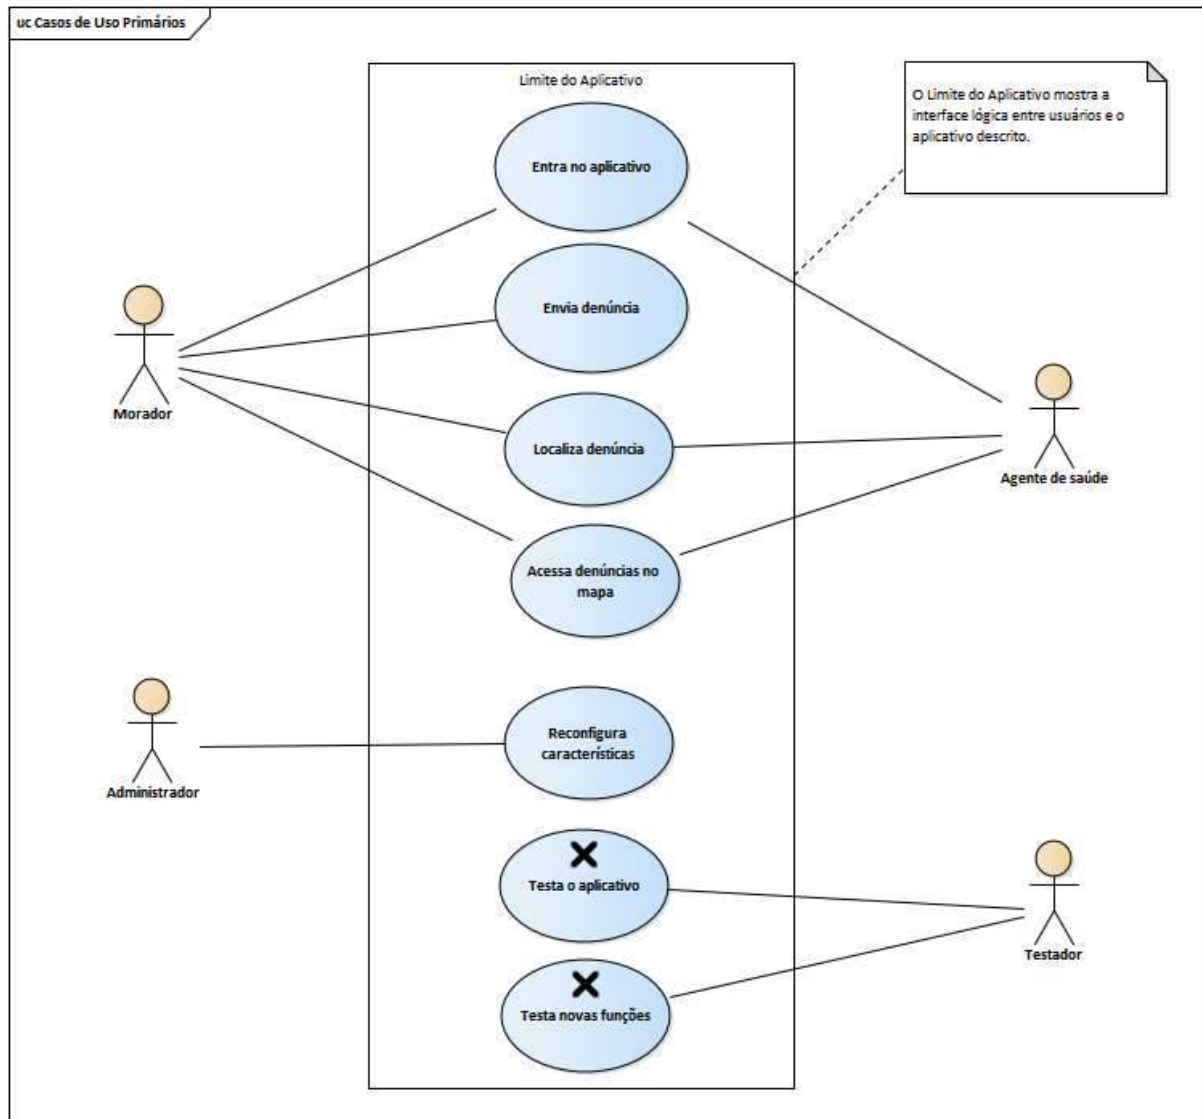 uc Casos de Uso Primários
Limite do Aplicativo
O Limite do Aplicativo mostra a
interface lógica entre usuários e o
aplicativo descrito.
Entra no aplicativo
Envia denúncia
Morador
Localiza denúncia
Agente de saúde
Acessa denúncias no
mapa
Reconfigura
características
Administrador
Testa o aplicativo
Testador
Testa novas funções